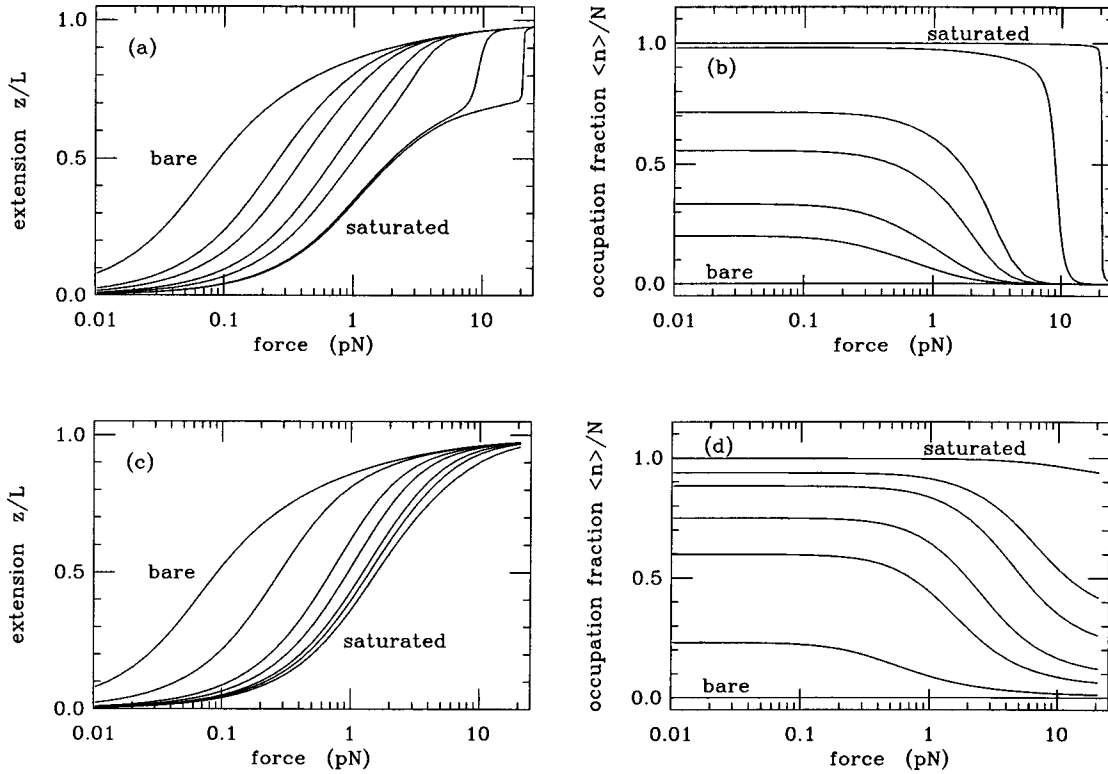 1.0
(a)
extension z/L
0.5
bare
saturated
0.0
0.01
0.1
1
10
force (pN)
saturated
1.0
(b)
occupation fraction <n>/N
0.5
bare
0.0
0.01
0.1
1
10
force (pN)
1.0
(c)
extension z/L
0.5
bare
saturated
0.0
0.01
0.1
1
10
force (pN)
(d)
saturated
1.0
occupation fraction <n>/N
0.5
bare
0.0
0.01
0.1
1
10
force (pN)